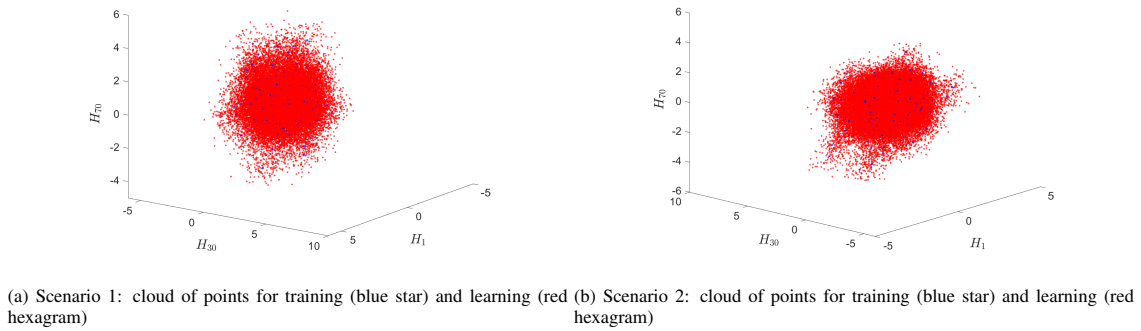 6
4
2
0
-2
-4
H70
-5
0
5
10
H30
5
0
-5
H1
6
4
2
0
-2
-4
-6
H70
10
5
0
-5
H30
-5
0
5
H1
(a) Scenario 1: cloud of points for training (blue star) and learning (red
hexagram)
(b) Scenario 2: cloud of points for training (blue star) and learning (red
hexagram)